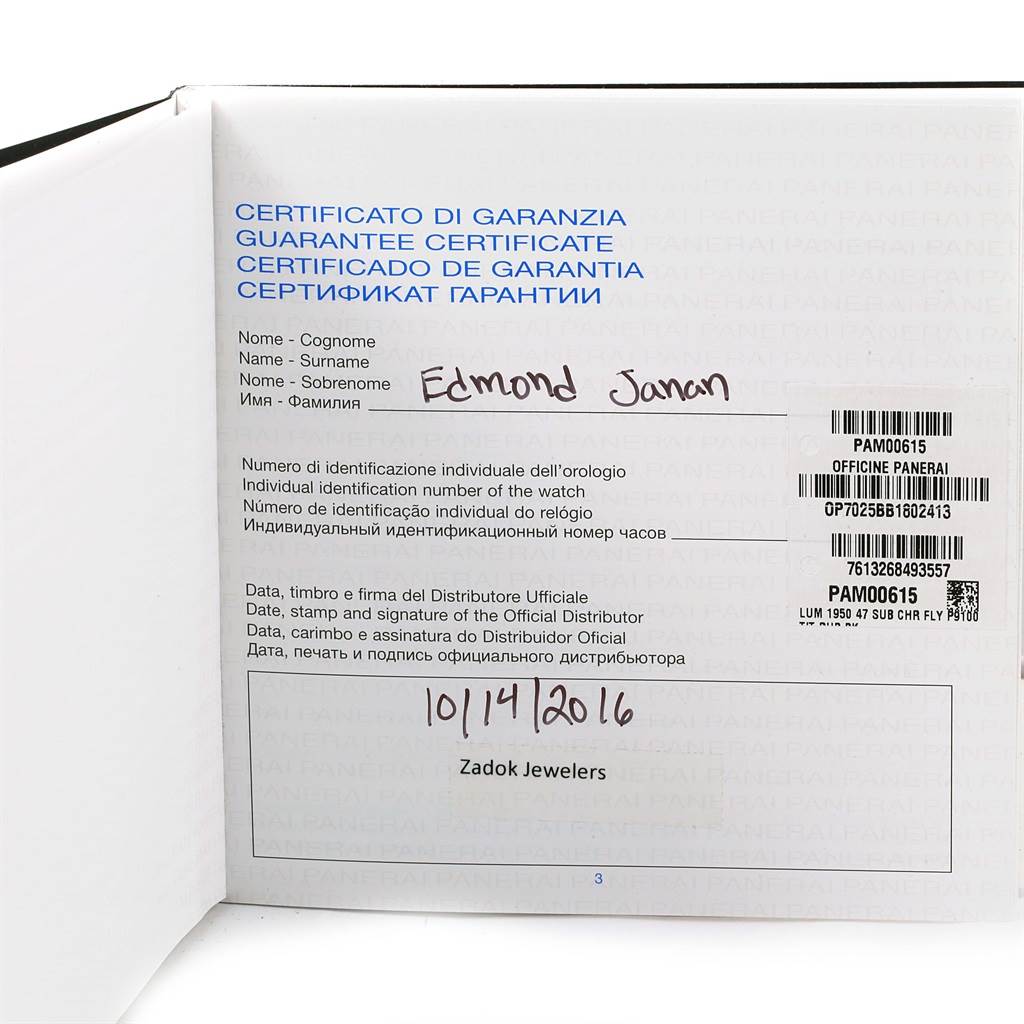 CERTIFICATO DI GARANZIA
GUARANTEE CERTIFICATE
CERTIFICADO DE GARANTIA
СЕРТИФИКАТ ГАРАНТИИ
Nome - Cognome
Name - Surname
Nome - Sobrenome
Имя - Фамилия
Edmond Janan
Numero di identificazione individuale dell'orologio
Individual identification number of the watch
Número de identificação individual do relógio
Индивидуальный идентификационный номер часов
PAM00615
OFFICINE PANERAI
OP7025BB1802413
7613268493557
PAM00615
LUM 1950 47 SUB CHR FLY P9100
Data, timbro e firma del Distributore Ufficiale
Date, stamp and signature of the Official Distributor
Data, carimbo e assinatura do Distribuidor Oficial
Дата, печать и подпись официального дистрибьютора
10/14/2016
Zadok Jewelers
3